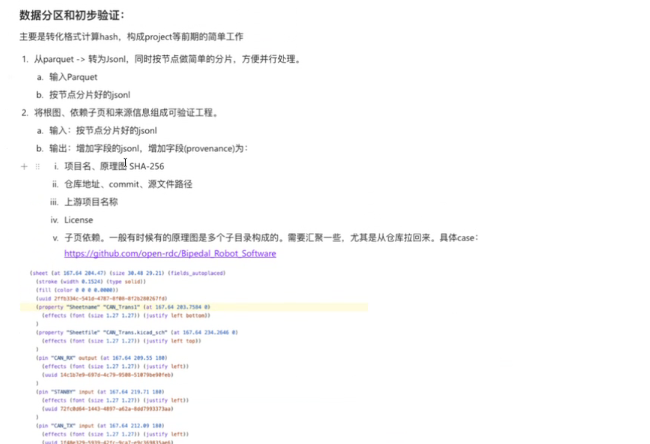 数据分区和初步验证：
主要是转化格式计算hash，构成project等前期的简单工作
1. 从parquet -> 转为Jsonl，同时按节点做简单的分片，方便并行处理。
a. 输入Parquet
b. 按节点分片好的jsonl
2. 将根图、依赖子页和来源信息组成可验证工程。
a. 输入：按节点分片好的jsonl
b. 输出：增加字段的jsonl，增加字段(provenance)为：
i. 项目名、原理图 SHA-256
ii. 仓库地址、commit、源文件路径
iii. 上游项目名称
iv. License
v. 子页依赖。一般有时候有的原理图是多个子目录构成的。需要汇聚一些，尤其是从仓库拉回来。具体case：
https://github.com/open-rdc/Bipedal_Robot_Software
(sheet (at 167.64 204.47) (size 30.48 29.21) (fields_autoplaced)
(stroke (width 0.1524) (type solid))
(fill (color 0 0 0 0.0000))
(property "Sheetname" "CAN_Trans1" (at 167.64 203.7584 0)
(effects (font (size 1.27 1.27)) (justify left bottom))
)
(property "Sheetfile" "CAN_Trans.kicad_sch" (at 167.64 234.2646 0)
(effects (font (size 1.27 1.27)) (justify left top))
)
(pin "CAN_RX" output (at 167.64 209.55 180)
(effects (font (size 1.27 1.27)) (justify left))
)
(pin "STANDBY" input (at 167.64 219.71 180)
(effects (font (size 1.27 1.27)) (justify left))
)
(pin "CAN_TX" input (at 167.64 212.09 180)
(effects (font (size 1.27 1.27)) (justify left))